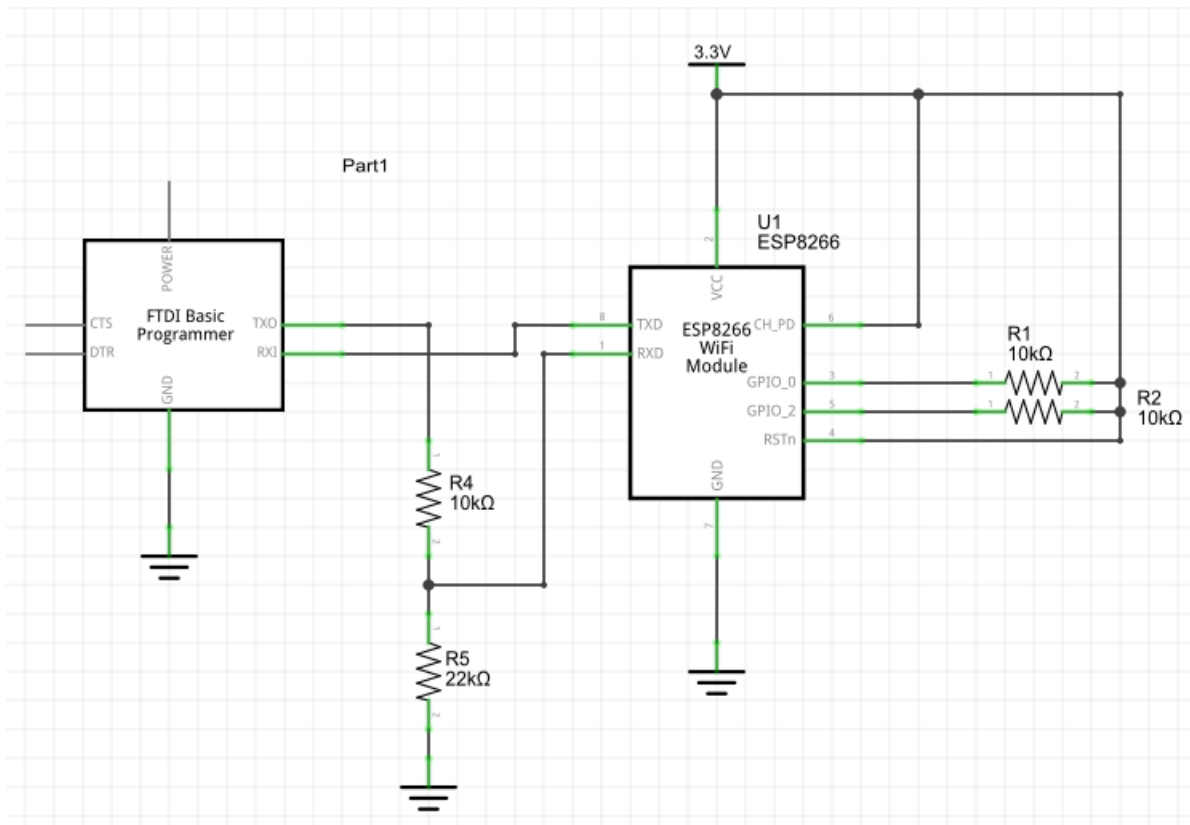 3.3V
Part1
U1
ESP8266
2
VCC
POWER
FTDI Basic
Programmer
CTS
DTR
TXO
RXI
GND
8
1
TXD
RXD
ESP8266
WiFi
Module
CH_PD
6
GPIO_0
3
GPIO_2
5
RSTn
4
GND
7
R1
10kΩ
1
2
1
2
R2
10kΩ
1
R4
10kΩ
2
1
R5
22kΩ
2